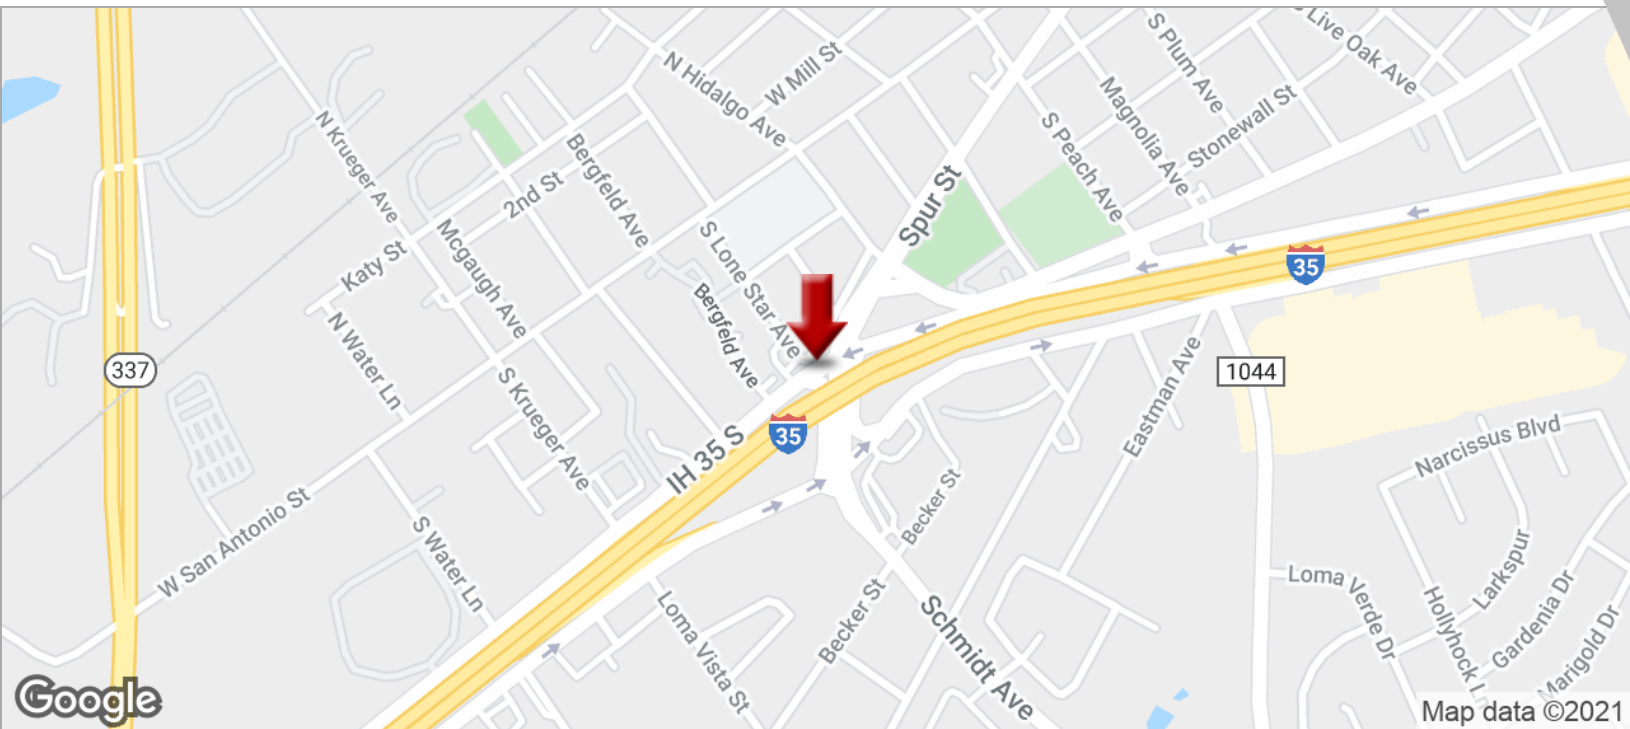 S Live Oak Ave
S Plum Ave
W Mill St
N Hidalgo Ave
Magnolia Ave
Stonewall St
N Krueger Ave
S Peach Ave
Bergfeld Ave
2nd St
Spur St
Mcgaugh Ave
Katy St
S Lone Star Ave
35
Bergfeld Ave
N Water Ln
337
1044
Eastman Ave
S Krueger Ave
35
IH 35 S
Narcissus Blvd
Becker St
W San Antonio St
S Water Ln
Larkspur
Loma Verde Dr
Gardenia Dr
Hollyhock L
Marigold Dr
Becker St
Loma Vista St
Schmidt Ave
Google
Map data ©2021